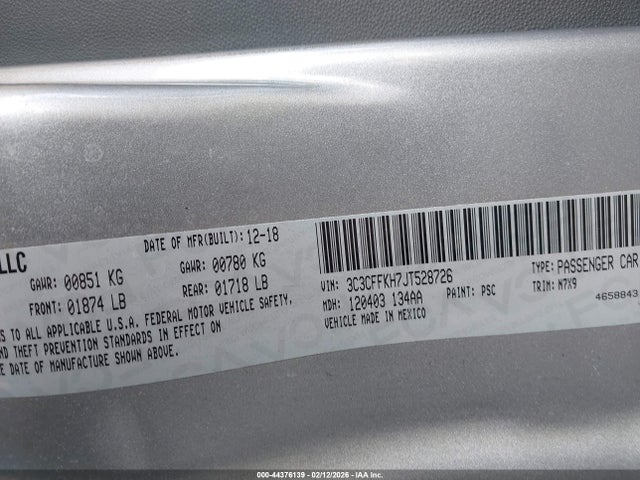 LLC
DATE OF MFR(BUILT): 12-18
GAWR: 00851 KG
GAWR: 00780 KG
FRONT: 01874 LB
REAR: 01718 LB
S TO ALL APPLICABLE U.S.A. FEDERAL MOTOR VEHICLE SAFETY,
ND THEFT PREVENTION STANDARDS IN EFFECT ON
E DATE OF MANUFACTURE SHOWN ABOVE.
VIN: 3C3CFFKH7JT528726
TYPE: PASSENGER CAR
MDH: 120403 134AA
PAINT: PSC
TRIM: N7X9
VEHICLE MADE IN MEXICO
4658843
000-44376139 - 02/12/2026 - IAA Inc.